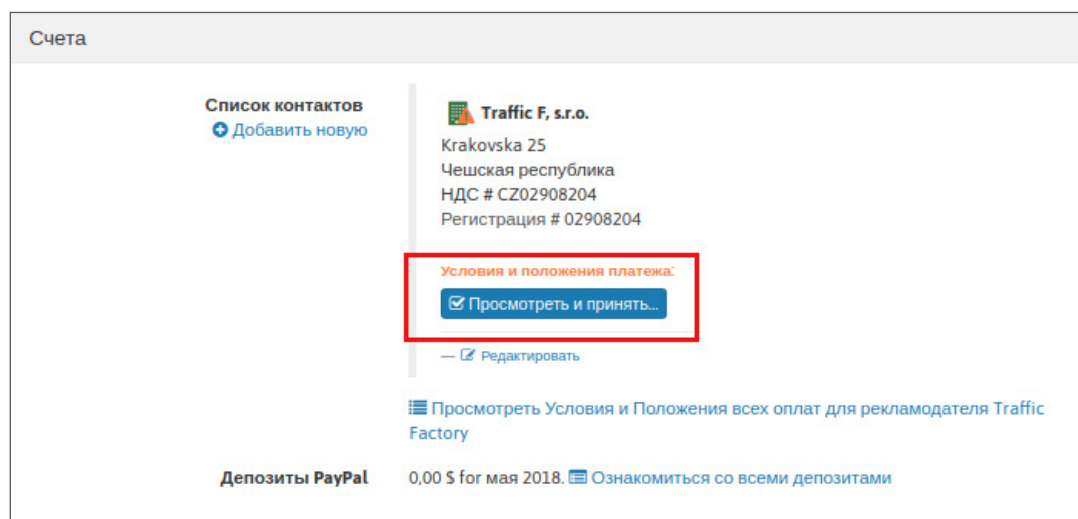 Счета
Список контактов
Добавить новую
Traffic F, s.r.o.
Krakovska 25
Чешская республика
НДС # CZ02908204
Регистрация # 02908204
Условия и положения платежа:
Просмотреть и принять...
— Редактировать
Просмотреть Условия и Положения всех оплат для рекламодателя Traffic
Factory
Депозиты PayPal
0,00 $ for мая 2018. Ознакомиться со всеми депозитами